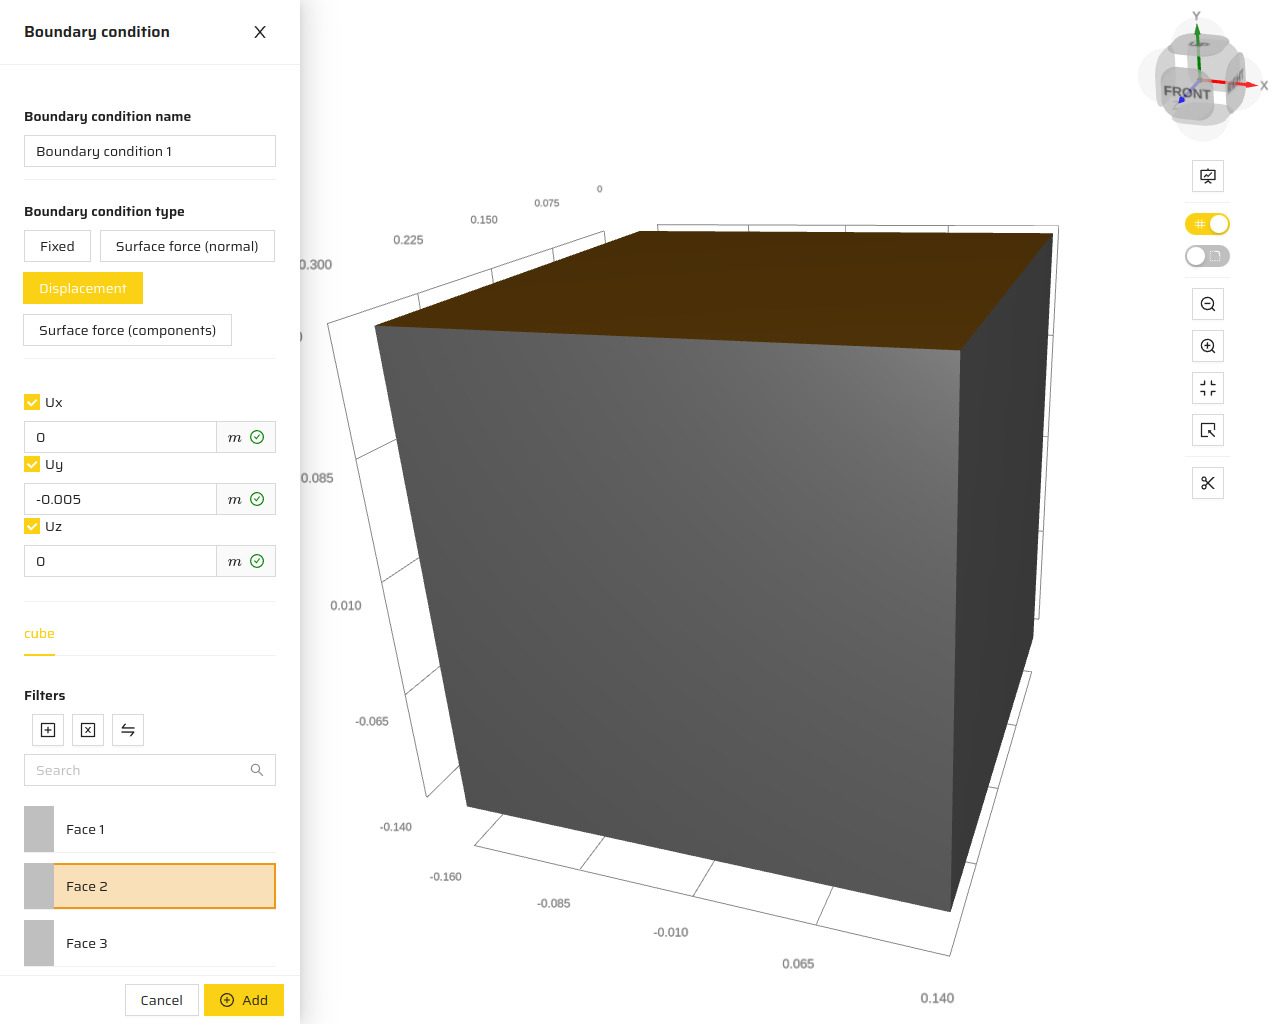 Boundary condition
Boundary condition name
Boundary condition 1
Boundary condition type
Fixed
Surface force (normal)
Displacement
Surface force (components)
Ux
0
m
Uy
-0.005
m
Uz
0
m
cube
Filters
Search
Face 1
Face 2
Face 3
Cancel
Add
0
0.075
0.150
0.225
0.300
0.085
0.010
-0.065
-0.140
-0.160
-0.085
-0.010
0.065
0.140
Y
X
Z
FRONT